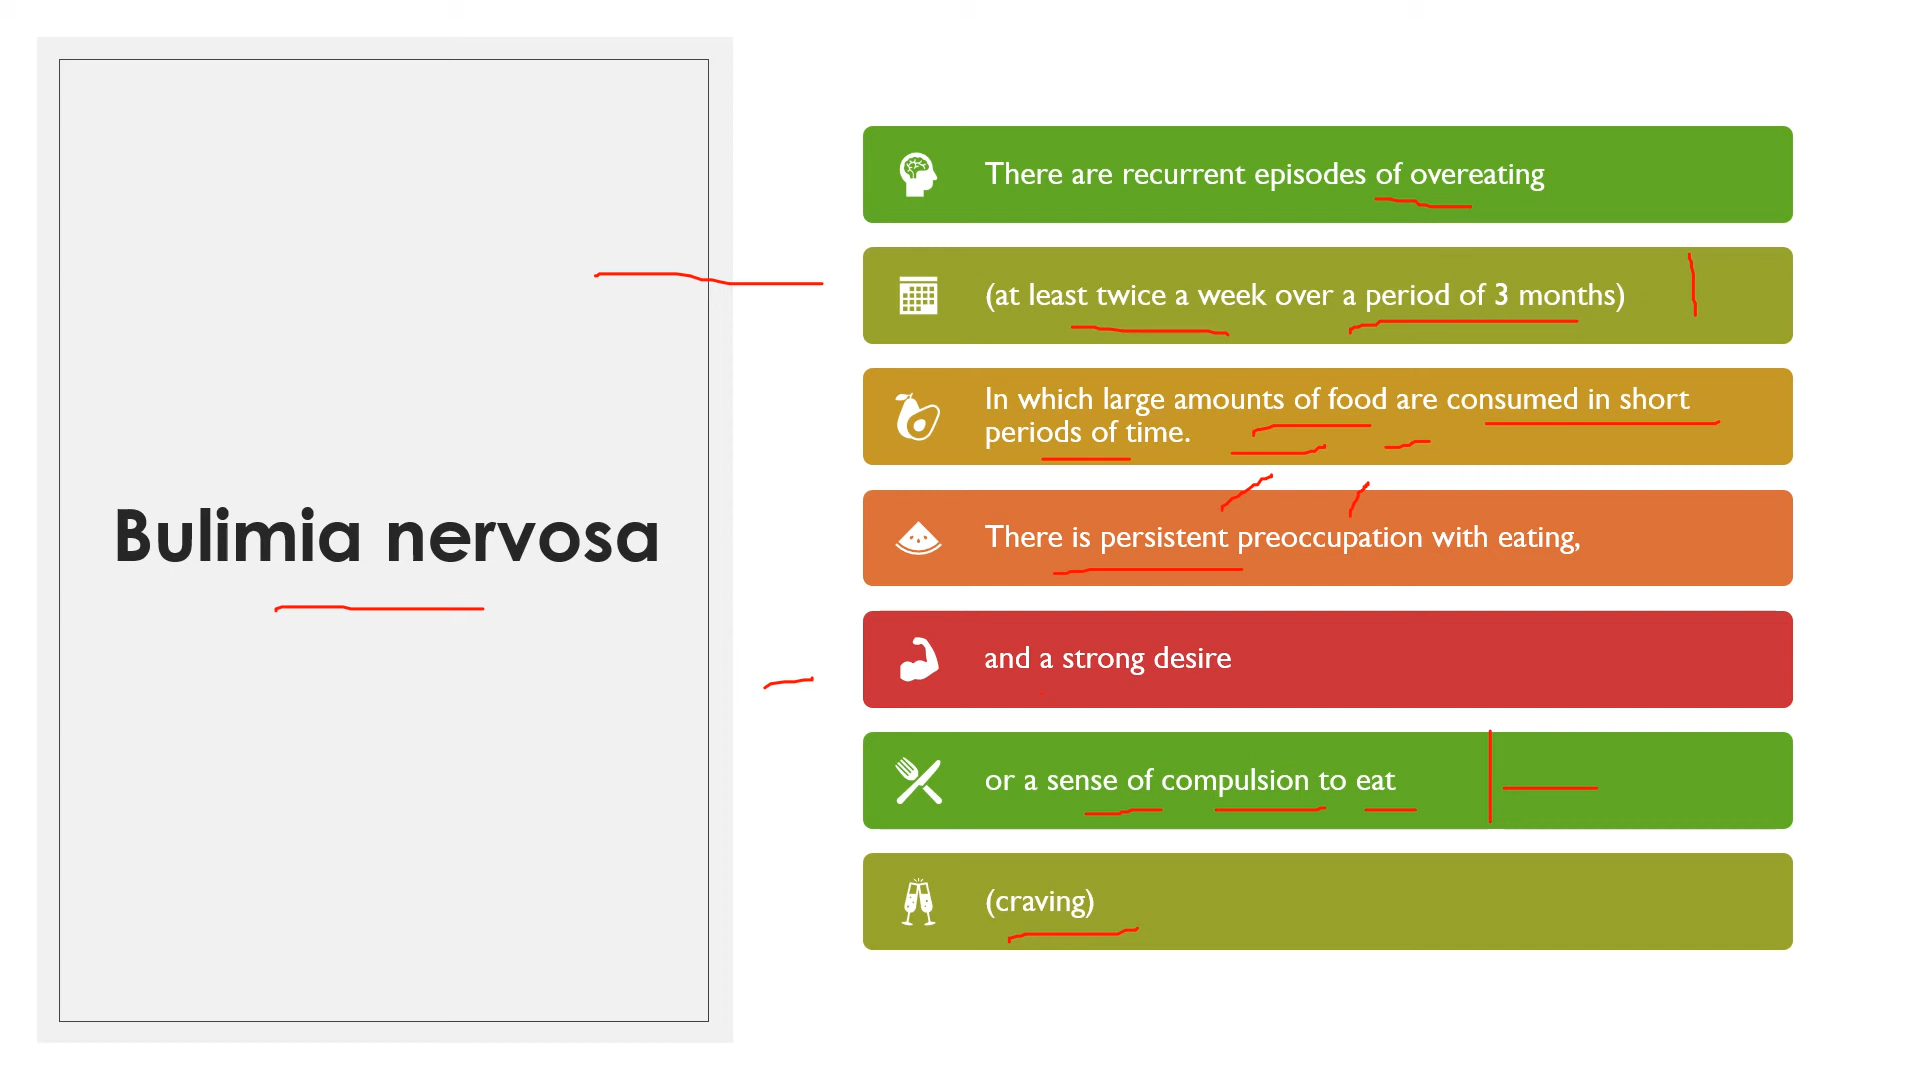 Bulimia nervosa
There are recurrent episodes of overeating
(at least twice a week over a period of 3 months)
In which large amounts of food are consumed in short
periods of time.
There is persistent preoccupation with eating,
and a strong desire
or a sense of compulsion to eat
(craving)